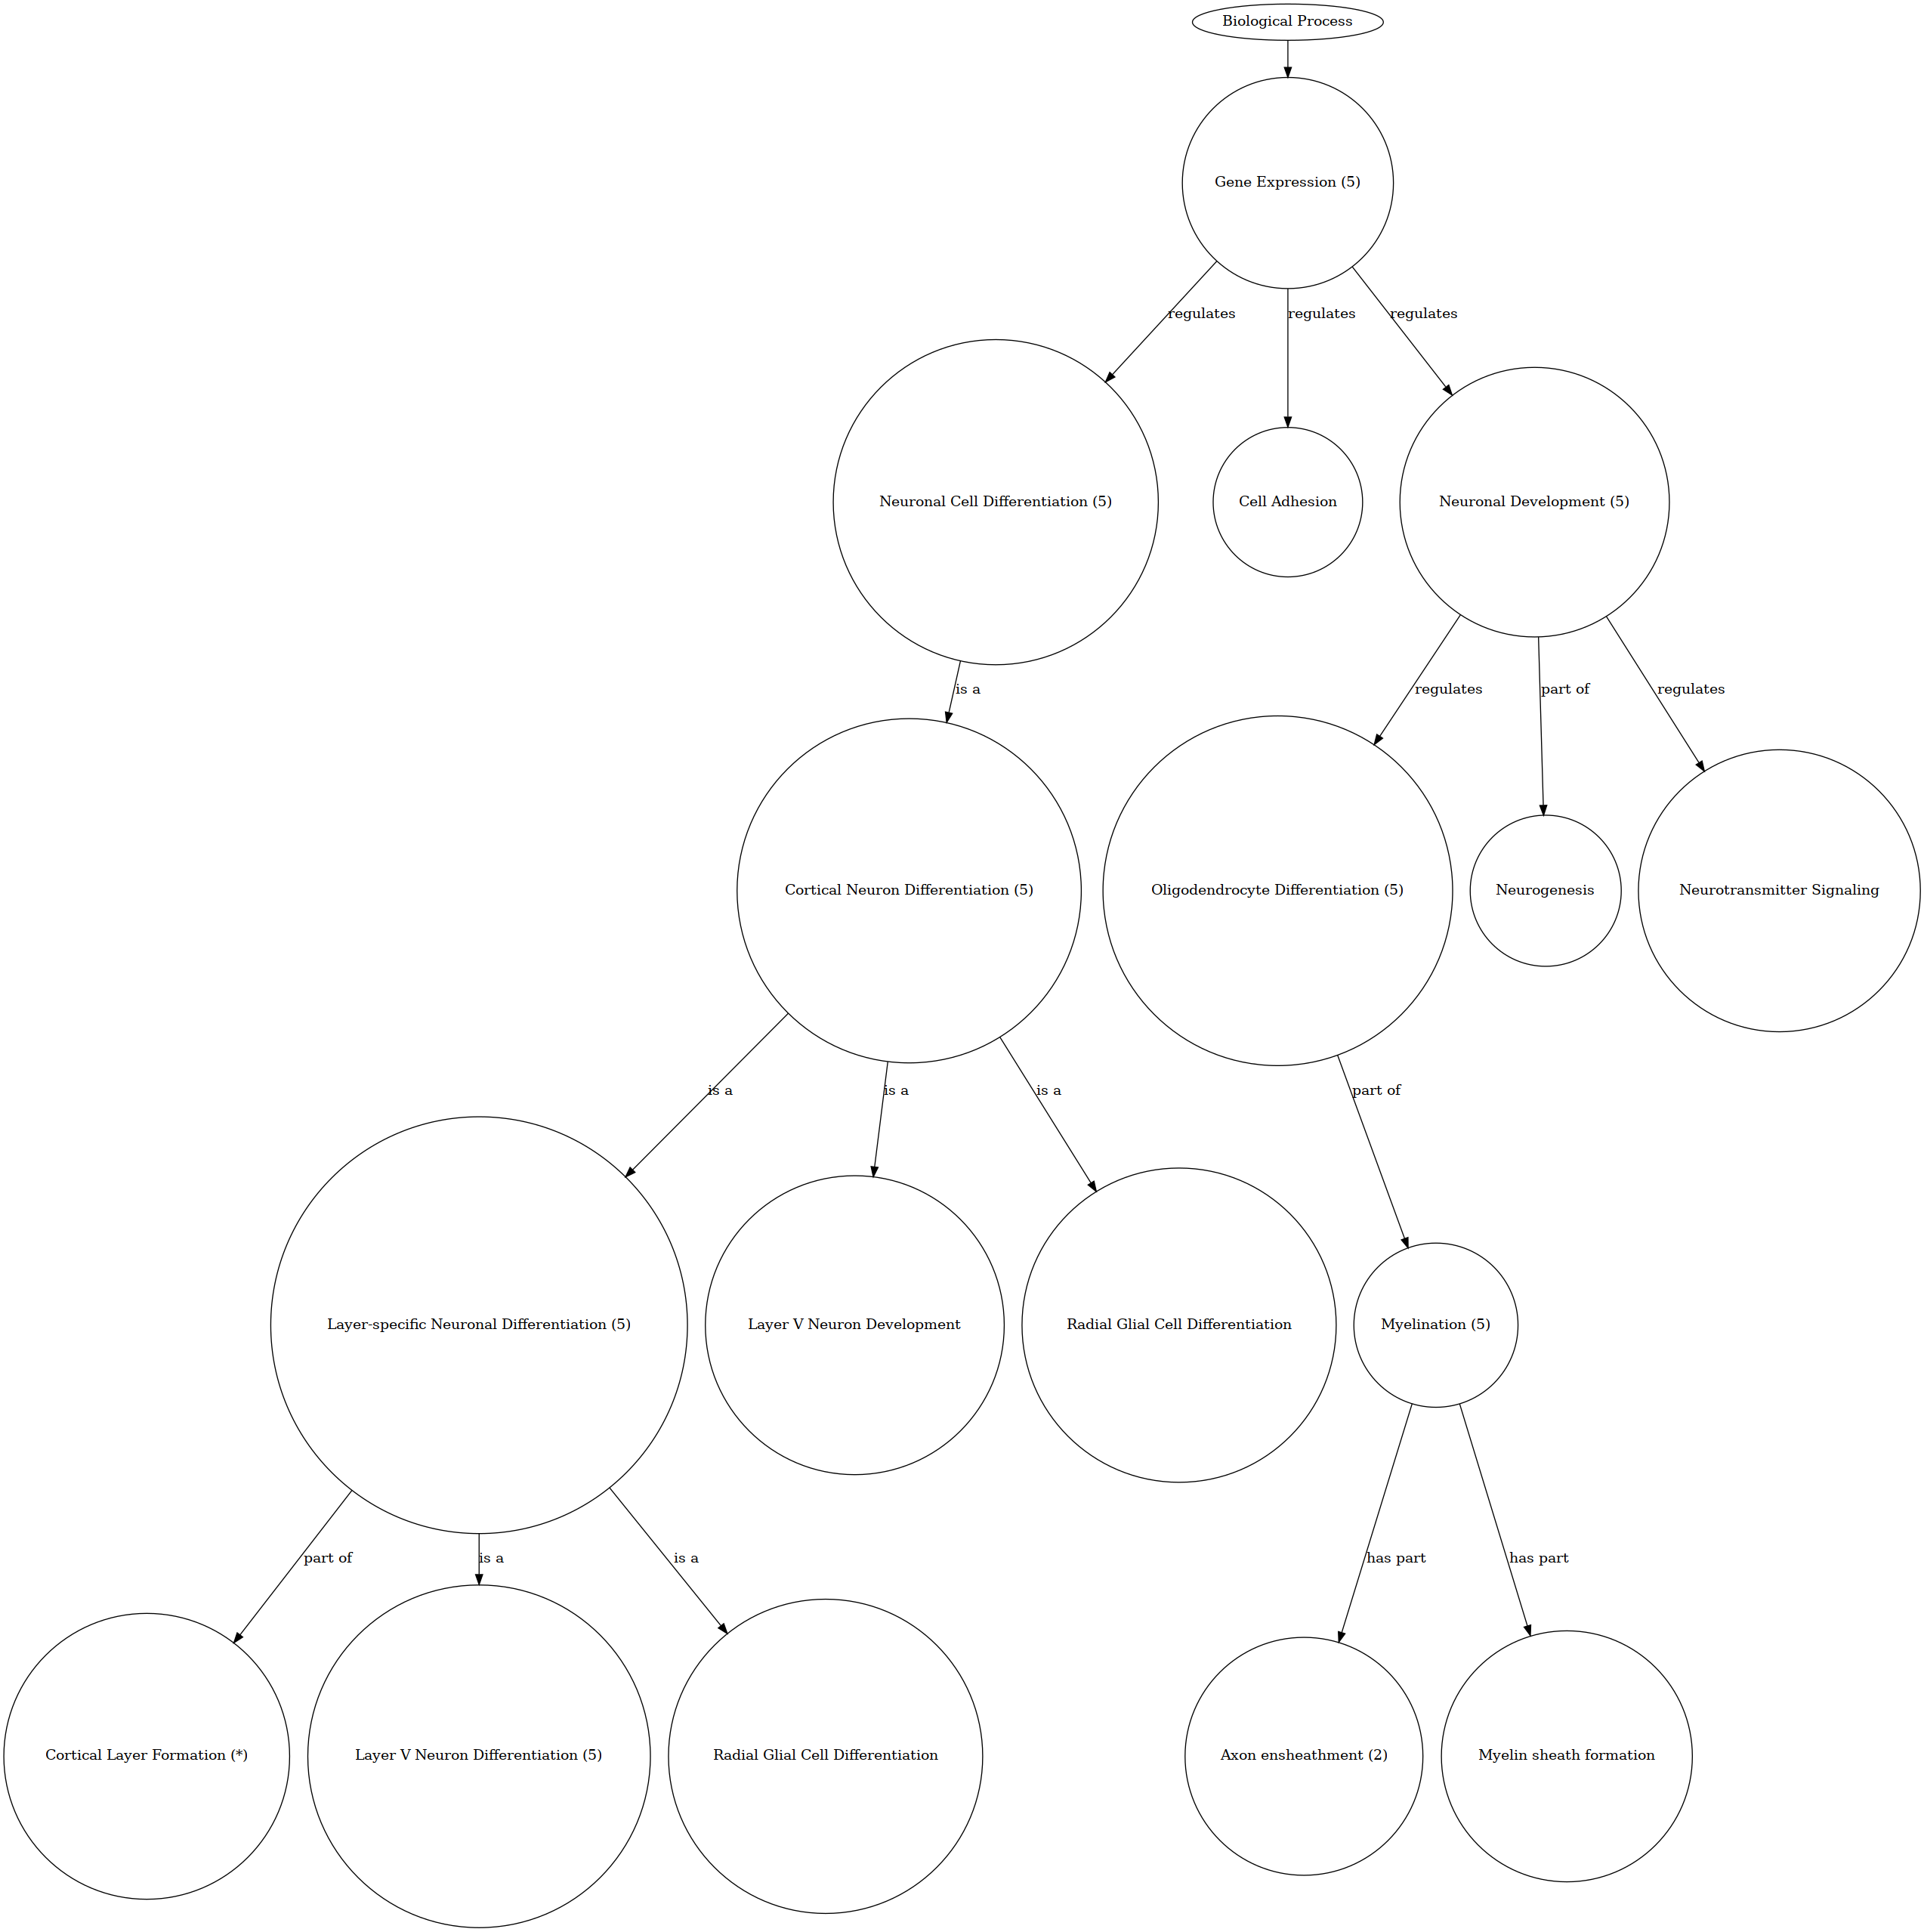 Biological Process
Gene Expression (5)
regulates
regulates
regulates
Neuronal Cell Differentiation (5)
Cell Adhesion
Neuronal Development (5)
is a
regulates
part of
regulates
Cortical Neuron Differentiation (5)
Oligodendrocyte Differentiation (5)
Neurogenesis
Neurotransmitter Signaling
is a
is a
is a
part of
Layer-specific Neuronal Differentiation (5)
Layer V Neuron Development
Radial Glial Cell Differentiation
Myelination (5)
part of
is a
is a
has part
has part
Cortical Layer Formation (*)
Layer V Neuron Differentiation (5)
Radial Glial Cell Differentiation
Axon ensheathment (2)
Myelin sheath formation